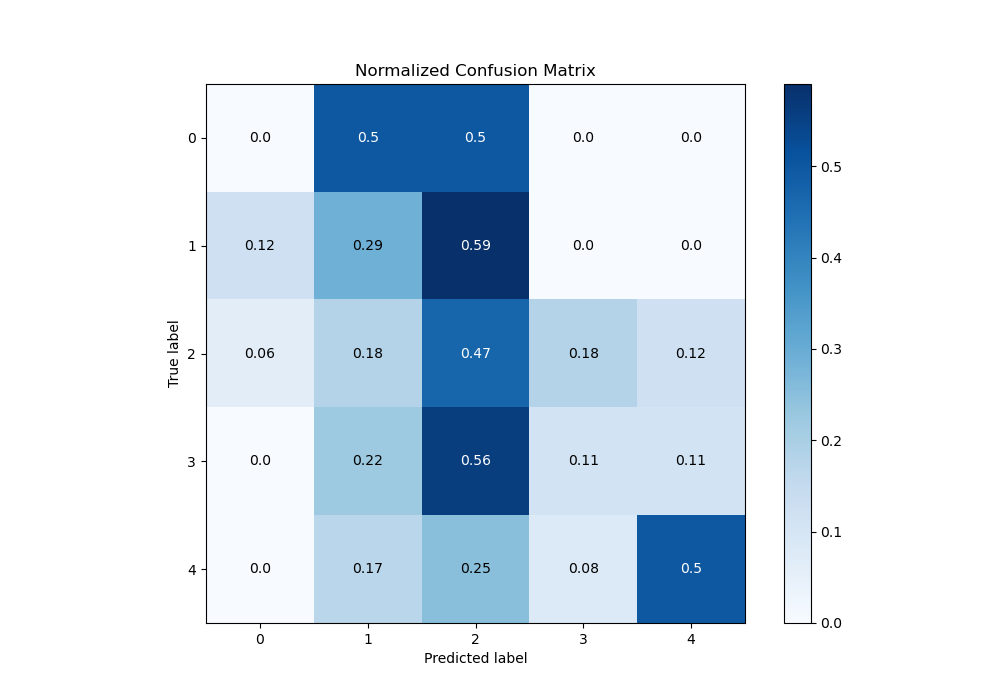 Normalized Confusion Matrix
True label
0 0.0 0.5 0.5 0.0 0.0
1 0.12 0.29 0.59 0.0 0.0
2 0.06 0.18 0.47 0.18 0.12
3 0.0 0.22 0.56 0.11 0.11
4 0.0 0.17 0.25 0.08 0.5
0 1 2 3 4
Predicted label
0.5
0.4
0.3
0.2
0.1
0.0